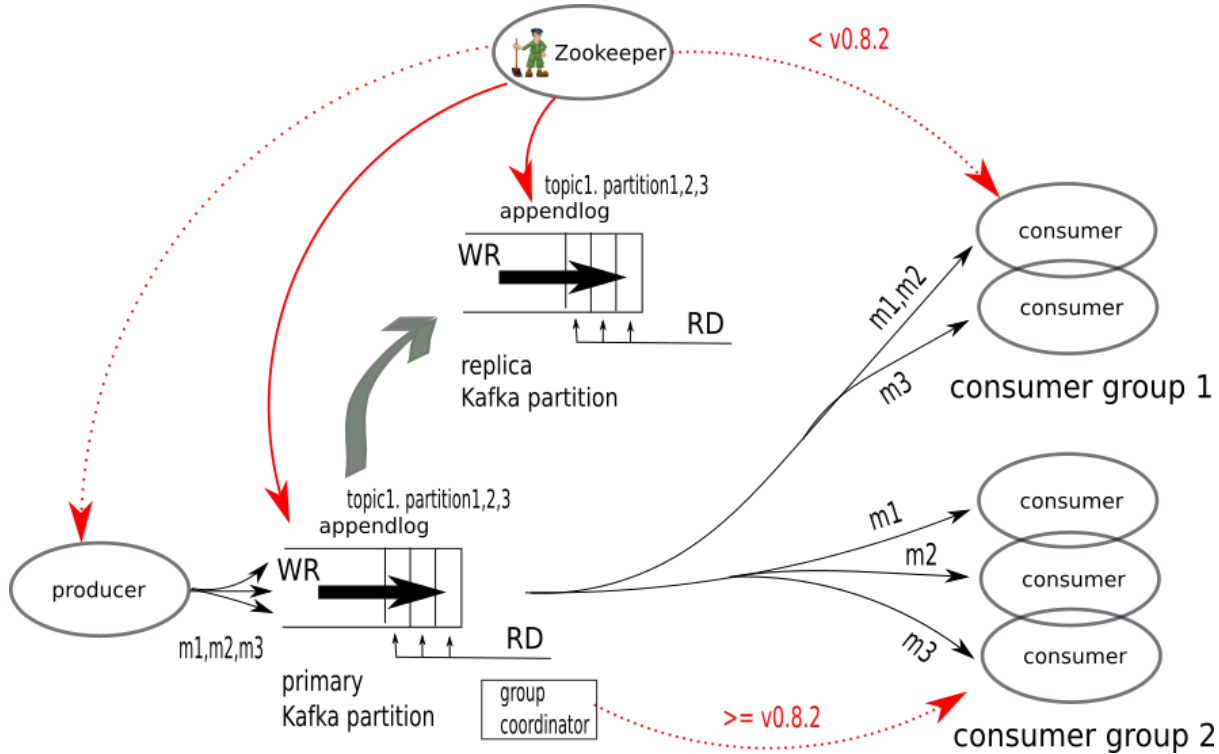 Zookeeper
< v0.8.2
topic1. partition1,2,3
appendlog
WR
RD
replica
Kafka partition
consumer
consumer
m1,m2
m3
consumer group 1
topic1. partition1,2,3
appendlog
producer
WR
m1,m2,m3
RD
primary
Kafka partition
group
coordinator
>= v0.8.2
m1
m2
m3
consumer
consumer
consumer
consumer group 2